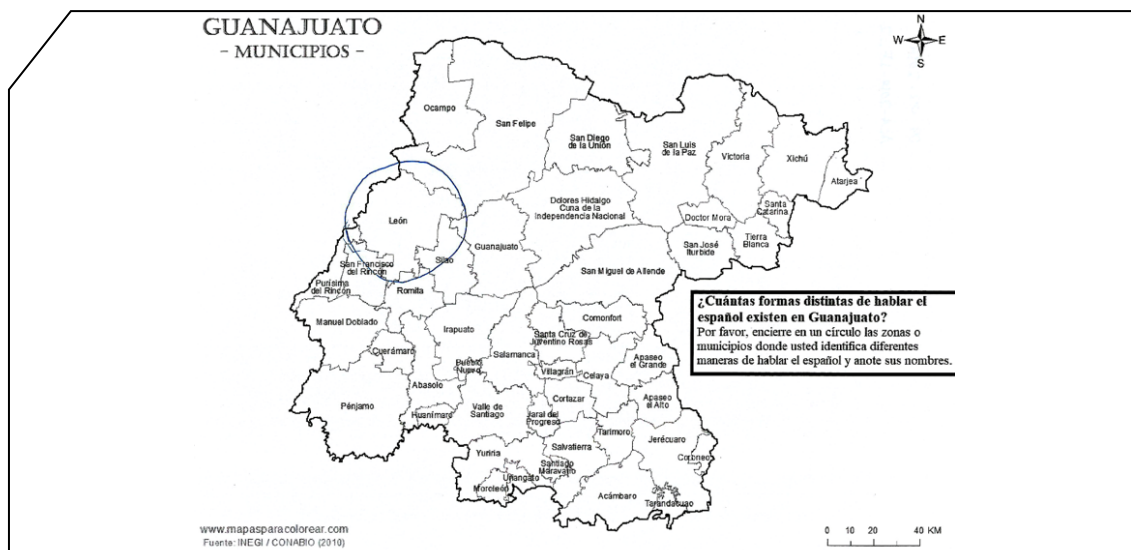 GUANAJUATO
- MUNICIPIOS -
N
W E
S
Ocampo
San Felipe
San Diego
de la Unión
San Luis
de la Paz
Victoria
Xichú
Atarjea
León
Dolores Hidalgo
Cuna de la
Independencia Nacional
Santa
Catarina
Doctor Mora
Tierra
Blanca
San José
Iturbide
Guanajuato
Silao
San Francisco
del Rincón
Purísima
del Rincón
Romita
San Miguel de Allende
¿Cuántas formas distintas de hablar el
español existen en Guanajuato?
Por favor, encierre en un círculo las zonas o
municipios donde usted identifica diferentes
maneras de hablar el español y anote sus nombres.
Manuel Doblado
Irapuato
Comonfort
Santa Cruz de
Juventino Rosas
Cuerámaro
Salamanca
Pueblo
Nuevo
Villagrán
Celaya
Apaseo
el Grande
Abasolo
Pénjamo
Huanímaro
Valle de
Santiago
Cortazar
Jaral del
Progreso
Apaseo
el Alto
Tarimoro
Jerécuaro
Salvatierra
Yuriria
Santiago
Maravatío
Coroneo
Uriangato
Moroleón
Acámbaro
Tarandacuao
www.mapasparacolorear.com
Fuente: INEGI / CONABIO (2010)
0 10 20 40 KM